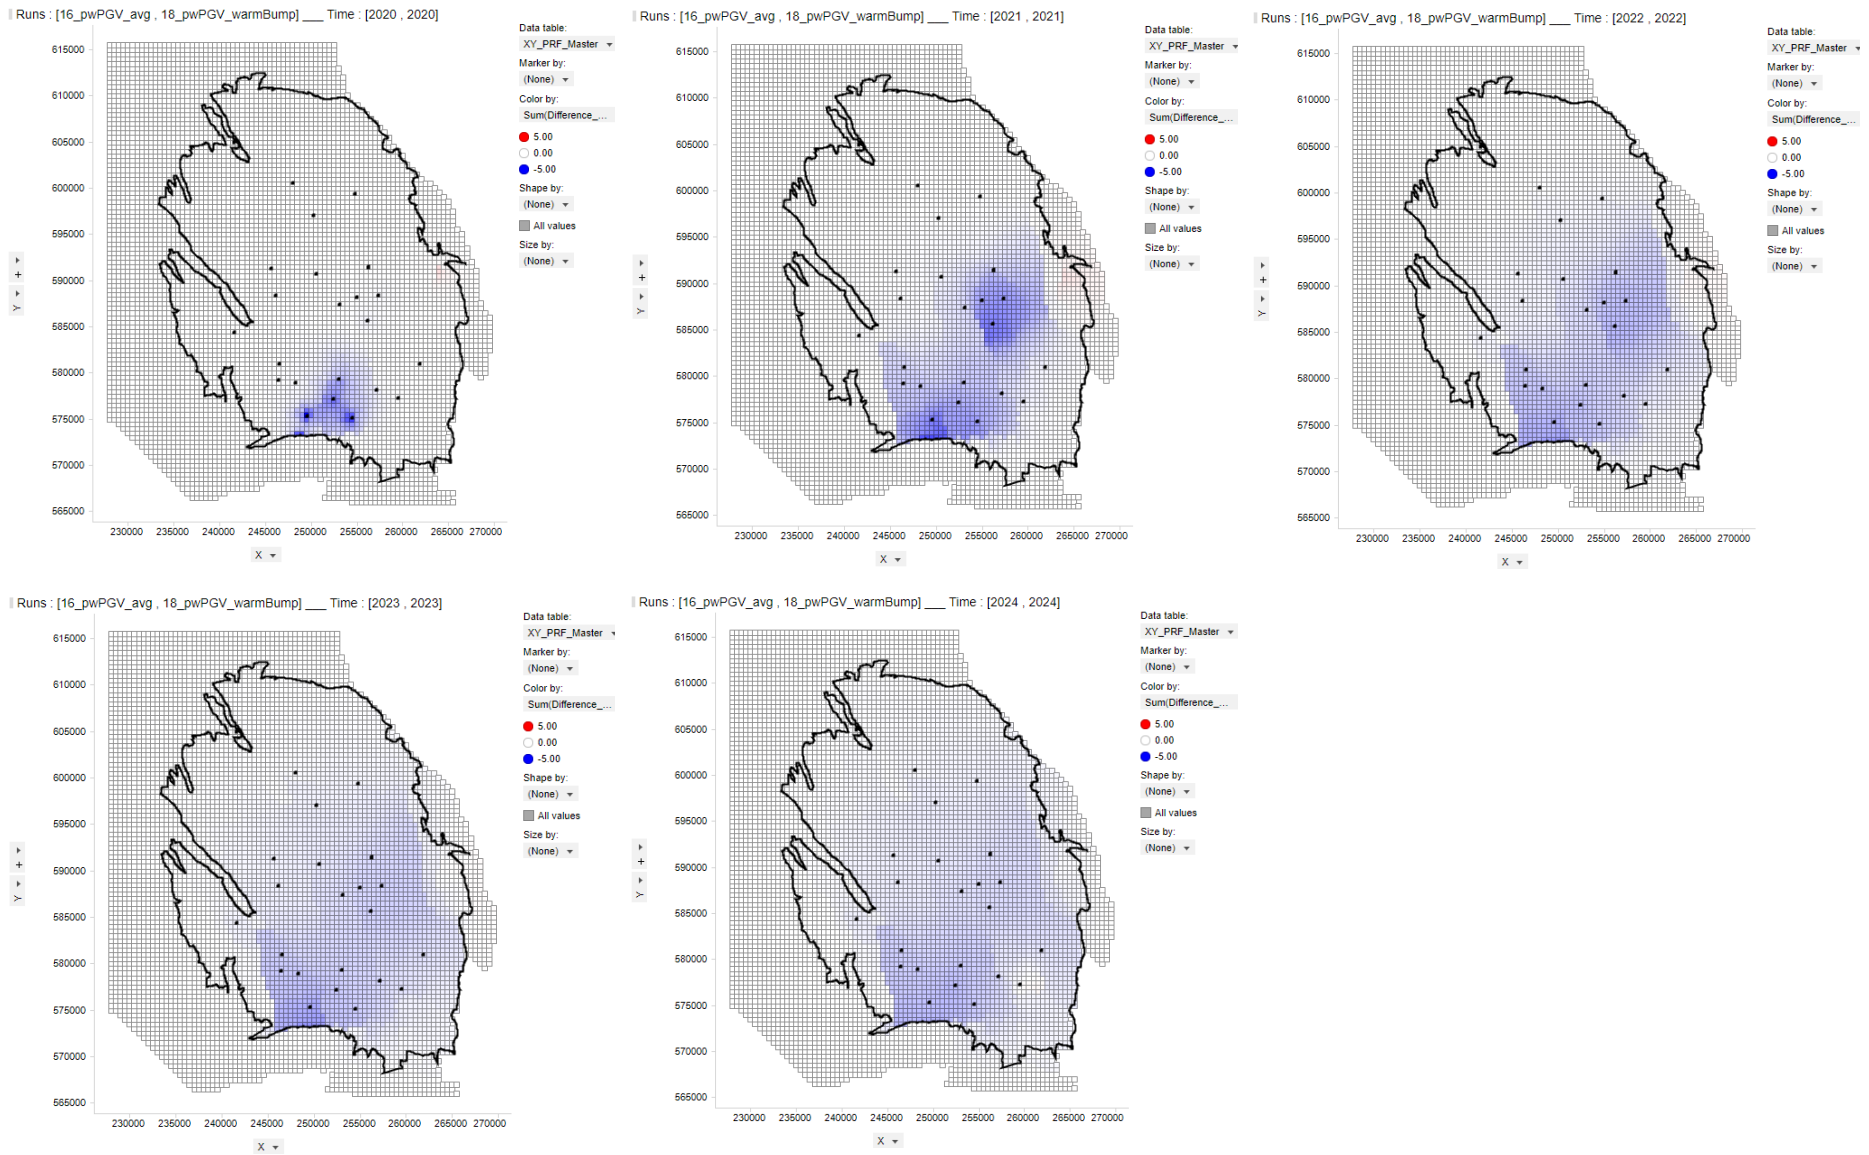 Runs : [16_pwPGV_avg , 18_pwPGV_warmBump] ___ Time : [2020 , 2020]
615000
610000
605000
600000
595000
590000
585000
580000
575000
570000
565000
230000 235000 240000 245000 250000 255000 260000 265000 270000
X
Y
+
Data table:
XY_PRF_Master
Marker by:
(None)
Color by:
Sum(Difference_...
5.00
0.00
-5.00
Shape by:
(None)
All values
Size by:
(None)
Runs : [16_pwPGV_avg , 18_pwPGV_warmBump] ___ Time : [2021 , 2021]
615000
610000
605000
600000
595000
590000
585000
580000
575000
570000
565000
230000 235000 240000 245000 250000 255000 260000 265000 270000
X
Y
+
Data table:
XY_PRF_Master
Marker by:
(None)
Color by:
Sum(Difference_...
5.00
0.00
-5.00
Shape by:
(None)
All values
Size by:
(None)
Runs : [16_pwPGV_avg , 18_pwPGV_warmBump] ___ Time : [2022 , 2022]
615000
610000
605000
600000
595000
590000
585000
580000
575000
570000
565000
230000 235000 240000 245000 250000 255000 260000 265000 270000
X
Y
+
Data table:
XY_PRF_Master
Marker by:
(None)
Color by:
Sum(Difference_...
5.00
0.00
-5.00
Shape by:
(None)
All values
Size by:
(None)
Runs : [16_pwPGV_avg , 18_pwPGV_warmBump] ___ Time : [2023 , 2023]
615000
610000
605000
600000
595000
590000
585000
580000
575000
570000
565000
230000 235000 240000 245000 250000 255000 260000 265000 270000
X
Y
+
Data table:
XY_PRF_Master
Marker by:
(None)
Color by:
Sum(Difference_...
5.00
0.00
-5.00
Shape by:
(None)
All values
Size by:
(None)
Runs : [16_pwPGV_avg , 18_pwPGV_warmBump] ___ Time : [2024 , 2024]
615000
610000
605000
600000
595000
590000
585000
580000
575000
570000
565000
230000 235000 240000 245000 250000 255000 260000 265000 270000
X
Y
+
Data table:
XY_PRF_Master
Marker by:
(None)
Color by:
Sum(Difference_...
5.00
0.00
-5.00
Shape by:
(None)
All values
Size by:
(None)